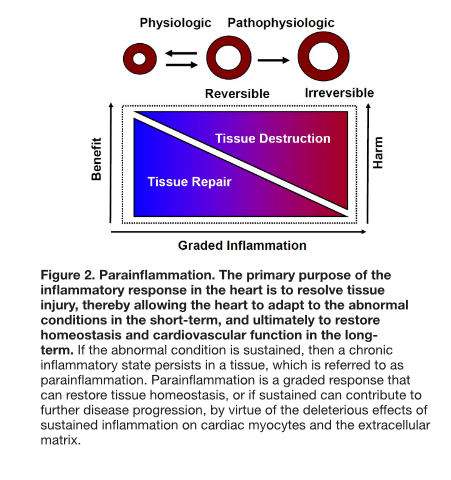 Physiologic Pathophysiologic
Reversible Irreversible
Benefit
Tissue Destruction
Tissue Repair
Harm
Graded Inflammation
Figure 2. Parainflammation. The primary purpose of the
inflammatory response in the heart is to resolve tissue
injury, thereby allowing the heart to adapt to the abnormal
conditions in the short-term, and ultimately to restore
homeostasis and cardiovascular function in the long-
term. If the abnormal condition is sustained, then a chronic
inflammatory state persists in a tissue, which is referred to as
parainflammation. Parainflammation is a graded response that
can restore tissue homeostasis, or if sustained can contribute to
further disease progression, by virtue of the deleterious effects of
sustained inflammation on cardiac myocytes and the extracellular
matrix.